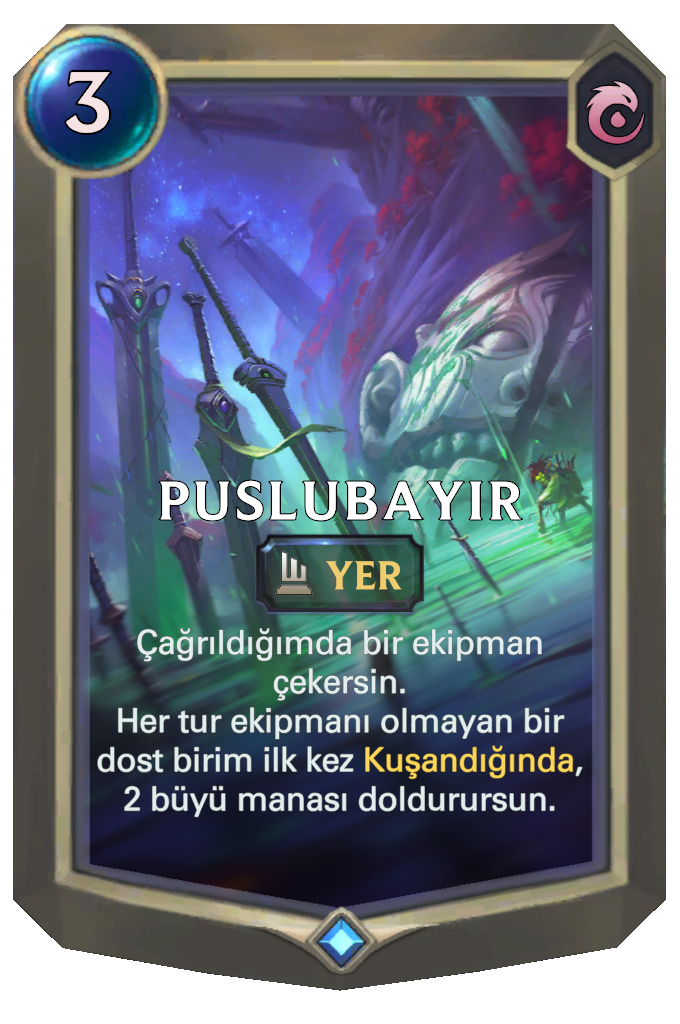 3
PUSLUBAYIR
YER
Çağrıldığımda bir ekipman
çekersin.
Her tur ekipmanı olmayan bir
dost birim ilk kez Kuşandığında,
2 büyü manası doldurursun.